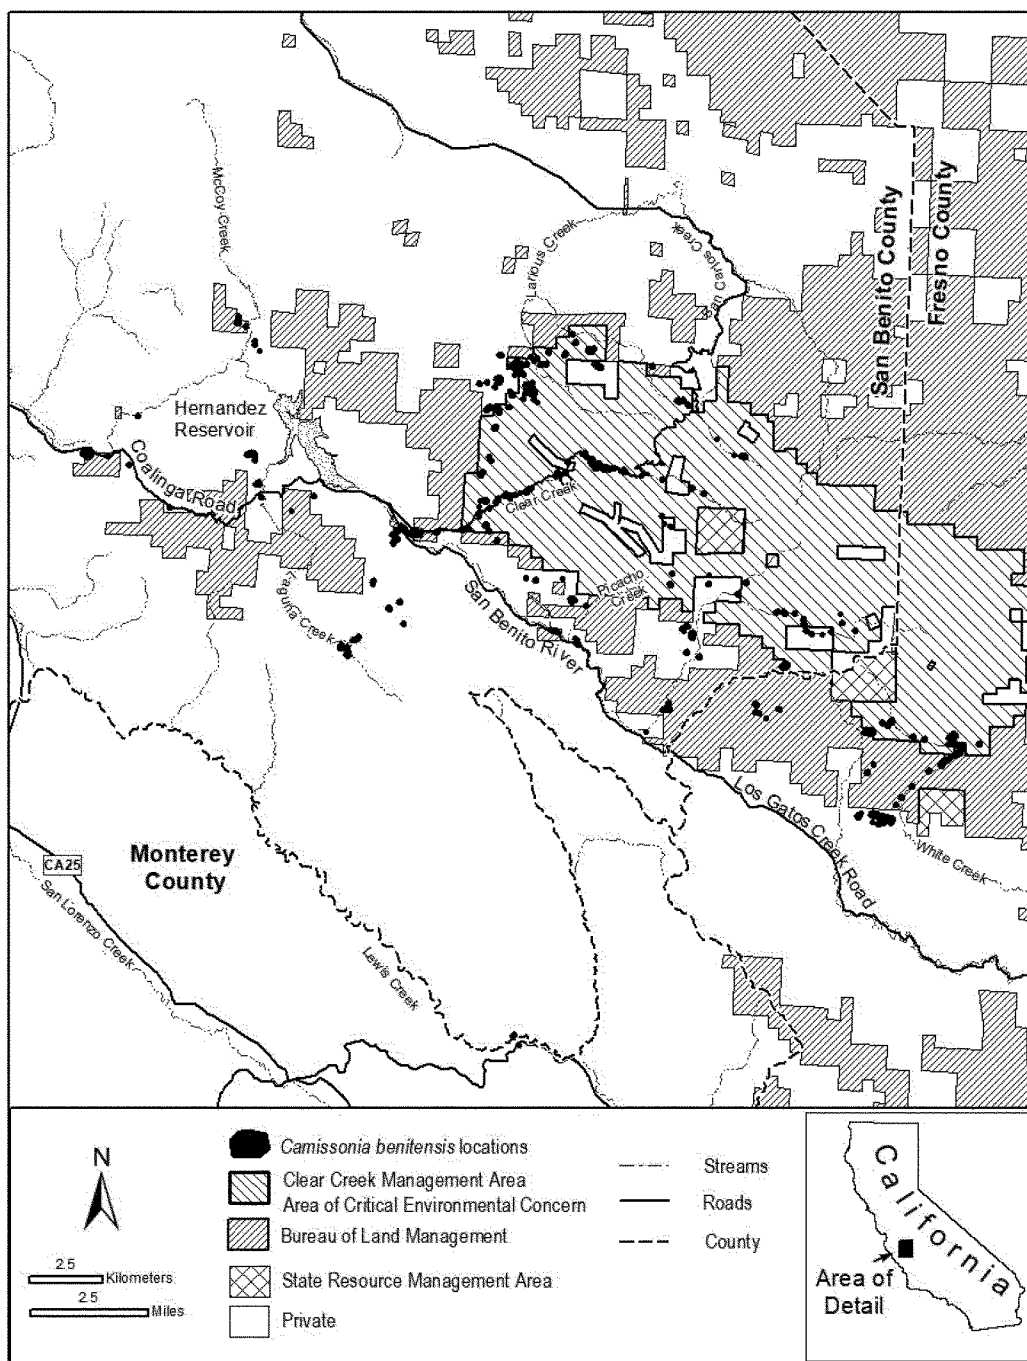 McCoy Creek
Larious Creek
San Carlos Creek
San Benito County
Fresno County
Hernandez
Reservoir
Coalinga Road
Clear Creek
Laguna Creek
San Benito River
Picacho
Creek
Los Gatos Creek Road
White Creek
Monterey
County
CA25
San Lorenzo Creek
Lewis Creek
N
2.5
Kilometers
2.5
Miles
Camissonia benitensis locations
Clear Creek Management Area
Area of Critical Environmental Concern
Bureau of Land Management
State Resource Management Area
Private
Streams
Roads
County
California
Area of
Detail